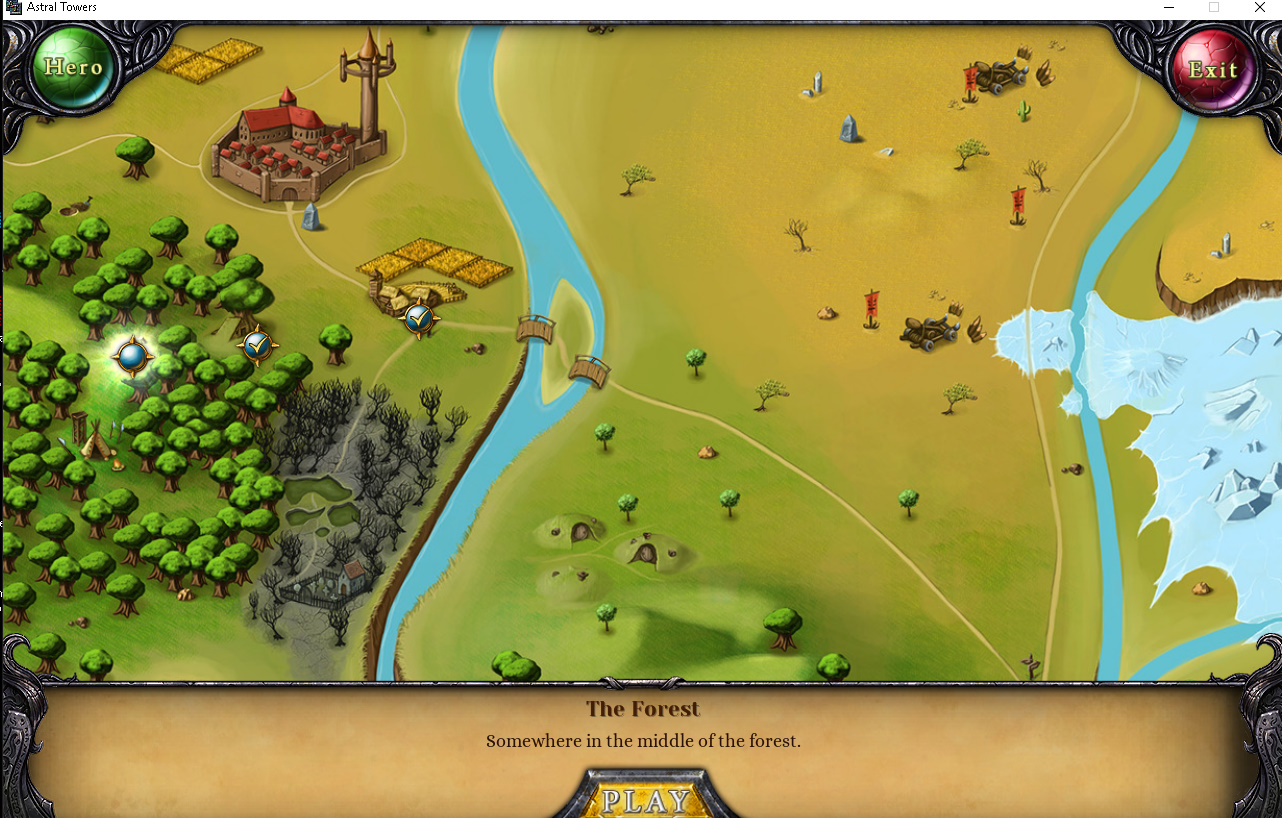 Astral Towers
Hero
Exit
The Forest
Somewhere in the middle of the forest.
PLAY